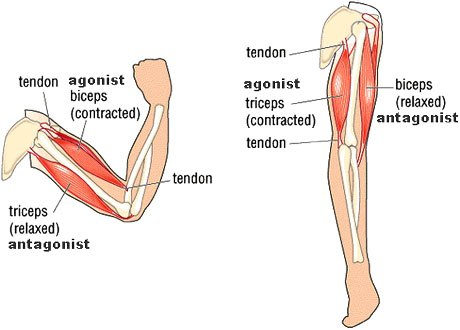 tendon
agonist
biceps
(contracted)
tendon
triceps
(relaxed)
antagonist
tendon
agonist
triceps
(contracted)
tendon
biceps
(relaxed)
antagonist